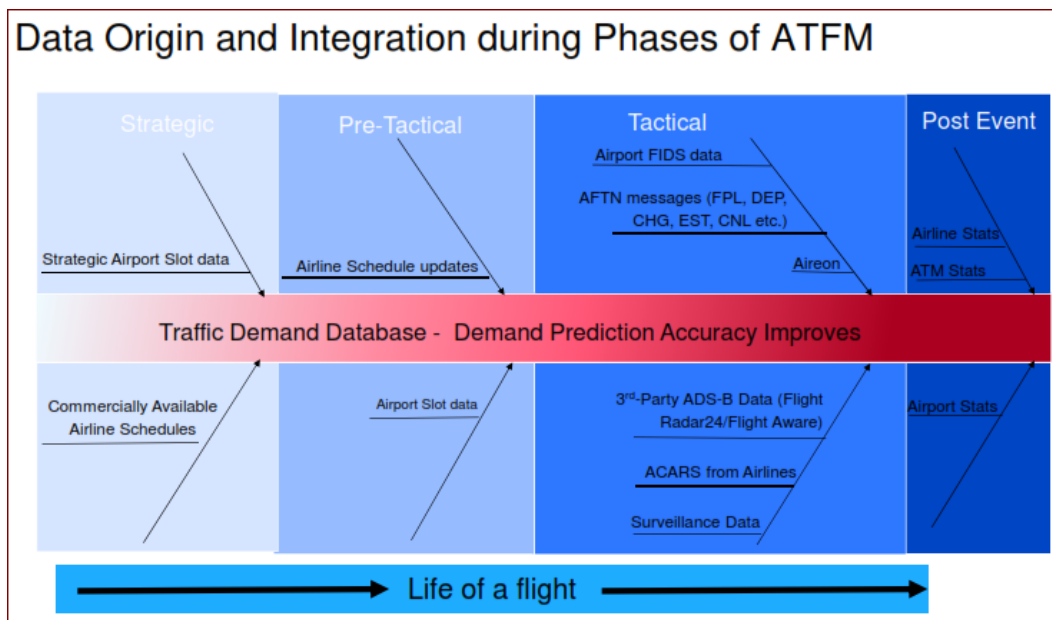 Data Origin and Integration during Phases of ATFM
Strategic
Pre-Tactical
Tactical
Post Event
Airport FIDS data
AFTN messages (FPL, DEP,
CHG, EST, CNL etc.)
Aireon
Strategic Airport Slot data
Airline Schedule updates
Airline Stats
ATM Stats
Traffic Demand Database - Demand Prediction Accuracy Improves
Commercially Available
Airline Schedules
Airport Slot data
3rd-Party ADS-B Data (Flight
Radar24/Flight Aware)
ACARS from Airlines
Surveillance Data
Airport Stats
Life of a flight